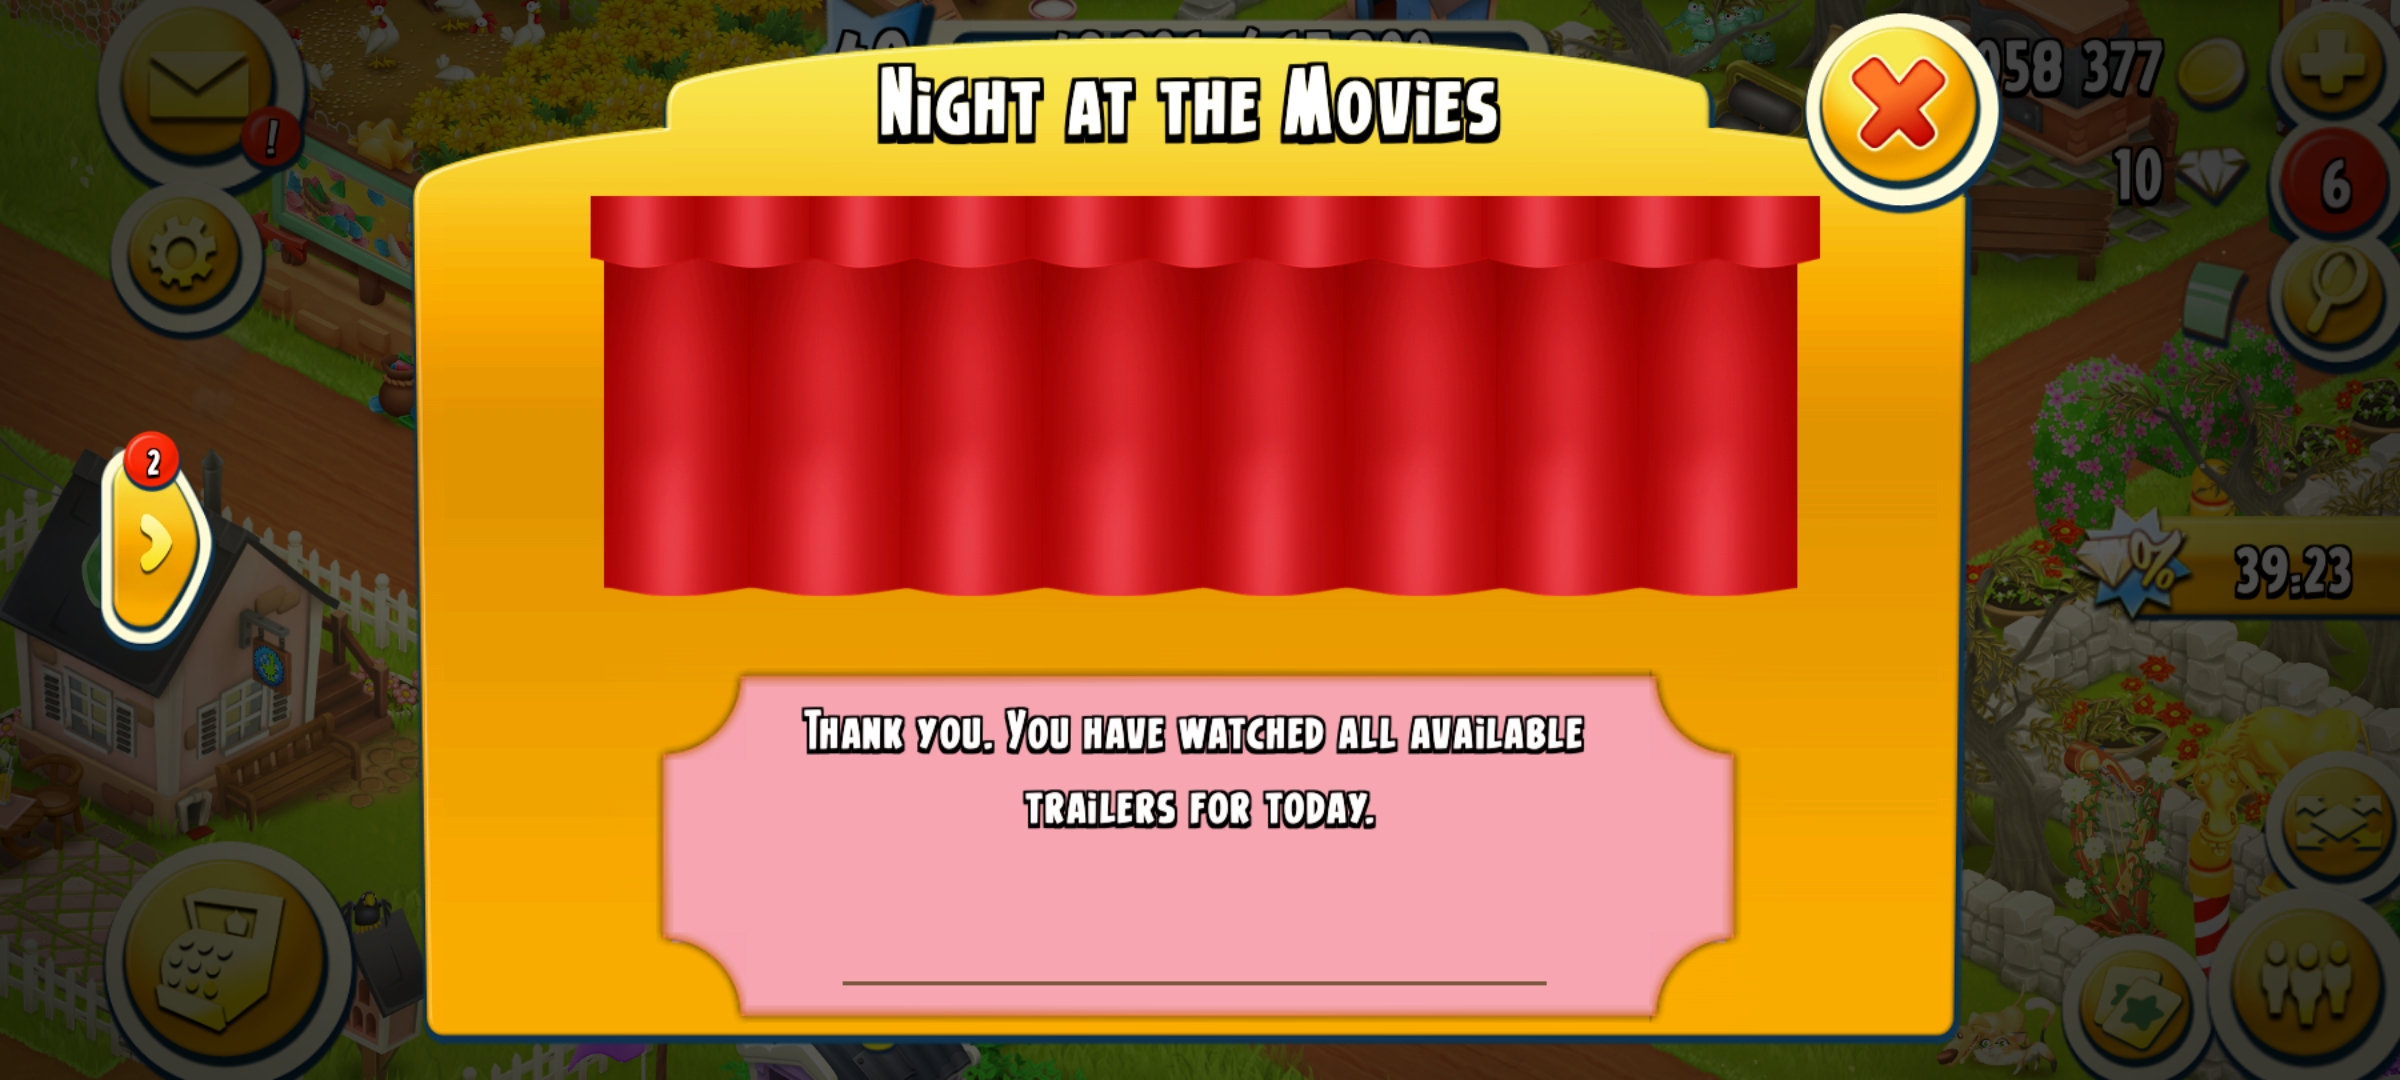 Night at the Movies
058 377
!
10
6
2
%
39:23
Thank you. You have watched all available
trailers for today.